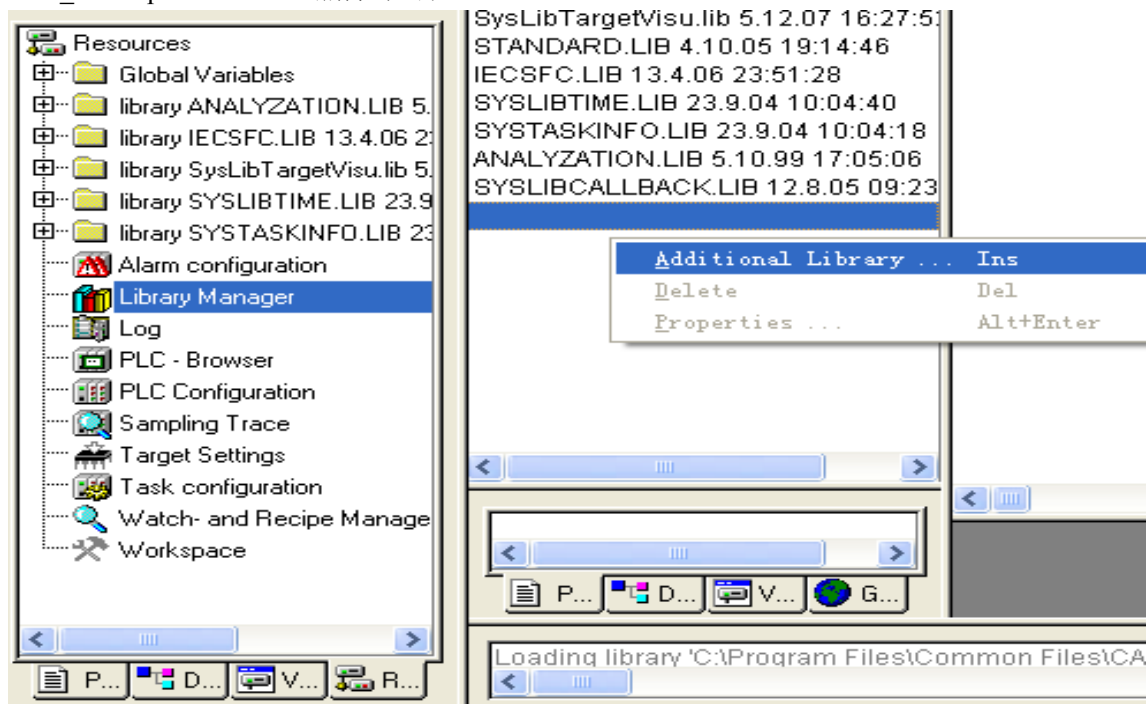 Resources
Global Variables
library ANALYZATION.LIB 5.
library IECSFC.LIB 13.4.06 2
library SysLibTargetVisu.lib 5.
library SYSLIBTIME.LIB 23.9
library SYSTASKINFO.LIB 23
Alarm configuration
Library Manager
Log
PLC - Browser
PLC Configuration
Sampling Trace
Target Settings
Task configuration
Watch- and Recipe Manage
Workspace
P...
D...
V...
R...
SysLibTargetVisu.lib 5.12.07 16:27:5
STANDARD.LIB 4.10.05 19:14:46
IECSFC.LIB 13.4.06 23:51:28
SYSLIBTIME.LIB 23.9.04 10:04:40
SYSTASKINFO.LIB 23.9.04 10:04:18
ANALYZATION.LIB 5.10.99 17:05:06
SYSLIBCALLBACK.LIB 12.8.05 09:23
Additional Library ... Ins
Delete Del
Properties ... Alt+Enter
P...
D...
V...
G...
Loading library 'C:\Program Files\Common Files\CA